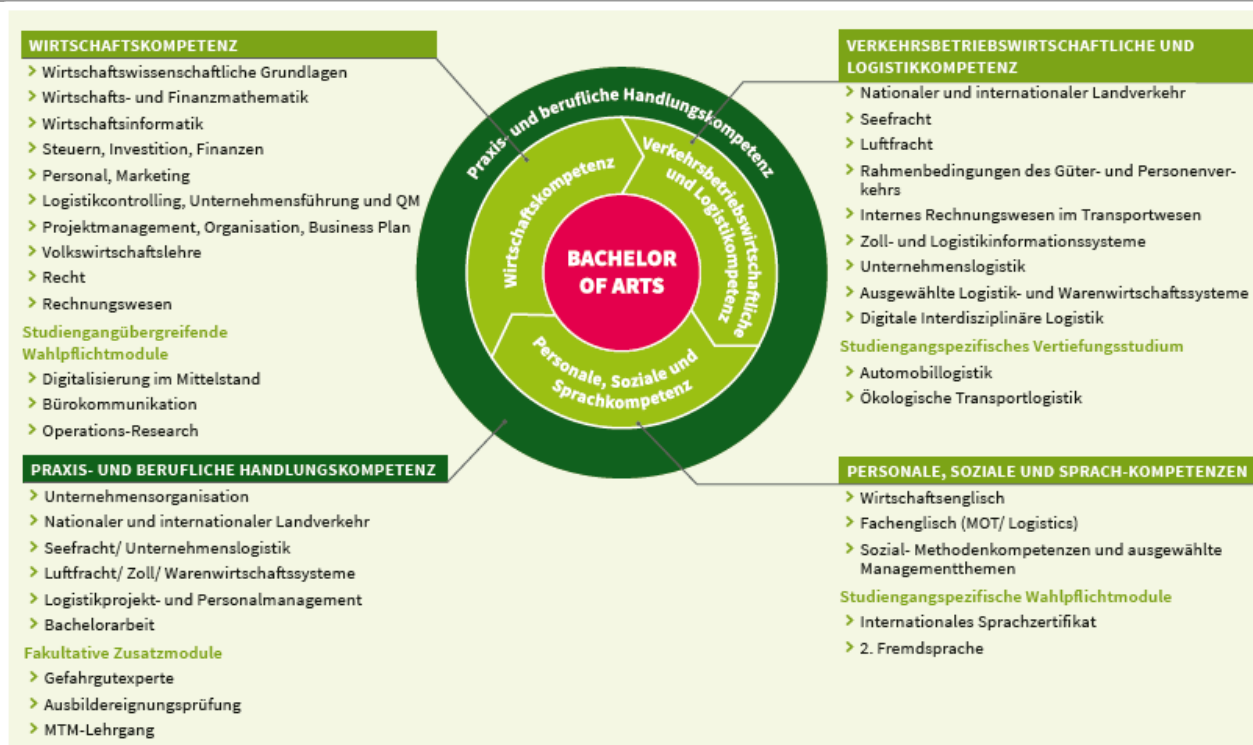 WIRTSCHAFTSKOMPETENZ
Wirtschaftswissenschaftliche Grundlagen
Wirtschafts- und Finanzmathematik
Wirtschaftsinformatik
Steuern, Investition, Finanzen
Personal, Marketing
Logistikcontrolling, Unternehmensführung und QM
Projektmanagement, Organisation, Business Plan
Volkswirtschaftslehre
Recht
Rechnungswesen
Studiengangübergreifende
Wahlpflichtmodule
Digitalisierung im Mittelstand
Bürokommunikation
Operations-Research
PRAXIS- UND BERUFLICHE HANDLUNGSKOMPETENZ
Unternehmensorganisation
Nationaler und internationaler Landverkehr
Seefracht/ Unternehmenslogistik
Luftfracht/ Zoll/ Warenwirtschaftssysteme
Logistikprojekt- und Personalmanagement
Bachelorarbeit
Fakultative Zusatzmodule
Gefahrgutexperte
Ausbildereignungsprüfung
MTM-Lehrgang
Praxis- und berufliche Handlungskompetenz
Wirtschaftskompetenz
Verkehrsbetriebswirtschaftliche
und Logistikkompetenz
BACHELOR
OF ARTS
Personale, Soziale und
Sprachkompetenz
VERKEHRSBETRIEBSWIRTSCHAFTLICHE UND
LOGISTIKKOMPETENZ
Nationaler und internationaler Landverkehr
Seefracht
Luftfracht
Rahmenbedingungen des Güter- und Personenver-
kehrs
Internes Rechnungswesen im Transportwesen
Zoll- und Logistikinformationssysteme
Unternehmenslogistik
Ausgewählte Logistik- und Warenwirtschaftssysteme
Digitale Interdisziplinäre Logistik
Studiengangspezifisches Vertiefungsstudium
Automobillogistik
Ökologische Transportlogistik
PERSONALE, SOZIALE UND SPRACH-KOMPETENZEN
Wirtschaftsenglisch
Fachenglisch (MOT/ Logistics)
Sozial- Methodenkompetenzen und ausgewählte
Managementthemen
Studiengangspezifische Wahlpflichtmodule
Internationales Sprachzertifikat
2. Fremdsprache